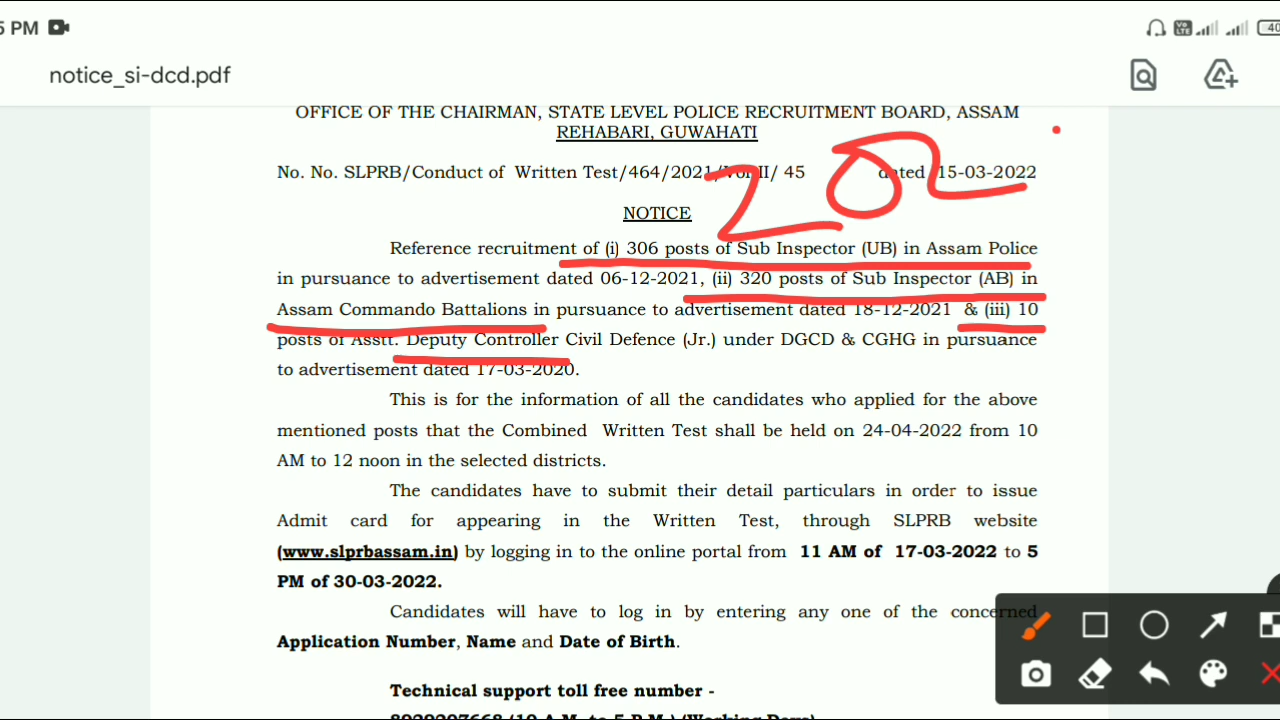 5 PM
Vo LTE 40
notice_si-dcd.pdf
OFFICE OF THE CHAIRMAN, STATE LEVEL POLICE RECRUITMENT BOARD, ASSAM
REHABARI, GUWAHATI
No. No. SLPRB/Conduct of Written Test/464/2021/Vol-II/ 45 dated 15-03-2022
202
NOTICE
Reference recruitment of (i) 306 posts of Sub Inspector (UB) in Assam Police
in pursuance to advertisement dated 06-12-2021, (ii) 320 posts of Sub Inspector (AB) in
Assam Commando Battalions in pursuance to advertisement dated 18-12-2021 & (iii) 10
posts of Asstt. Deputy Controller Civil Defence (Jr.) under DGCD & CGHG in pursuance
to advertisement dated 17-03-2020.
This is for the information of all the candidates who applied for the above
mentioned posts that the Combined Written Test shall be held on 24-04-2022 from 10
AM to 12 noon in the selected districts.
The candidates have to submit their detail particulars in order to issue
Admit card for appearing in the Written Test, through SLPRB website
(www.slprbassam.in) by logging in to the online portal from 11 AM of 17-03-2022 to 5
PM of 30-03-2022.
Candidates will have to log in by entering any one of the concerned
Application Number, Name and Date of Birth.
Technical support toll free number -
8929207668 (10 A.M. to 5 P.M.) (Working Days)